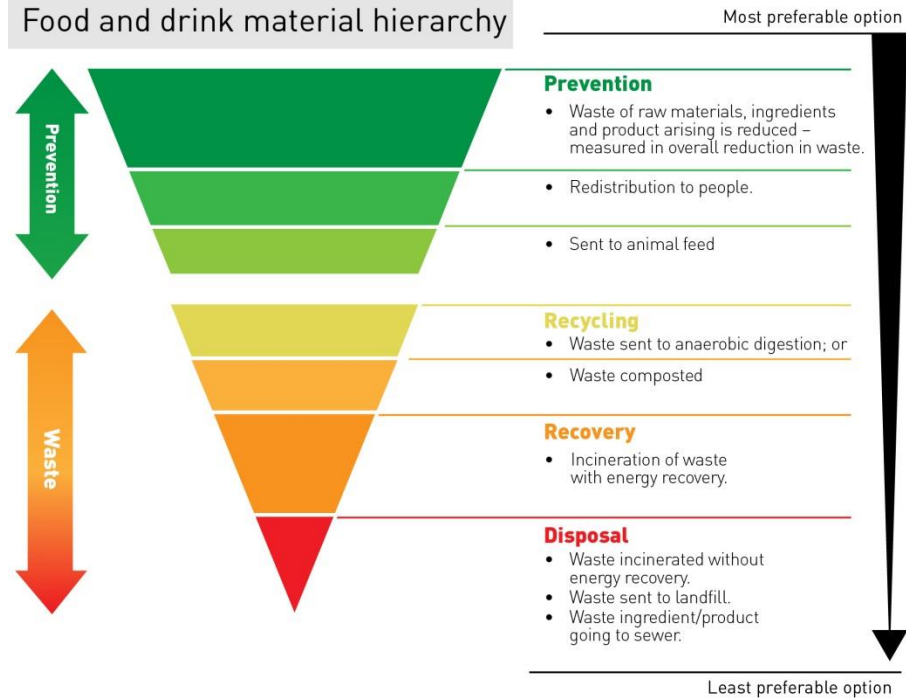 Food and drink material hierarchy
Most preferable option
Prevention
Prevention
• Waste of raw materials, ingredients
and product arising is reduced –
measured in overall reduction in waste.
• Redistribution to people.
• Sent to animal feed
Waste
Recycling
• Waste sent to anaerobic digestion; or
• Waste composted
Recovery
• Incineration of waste
with energy recovery.
Disposal
• Waste incinerated without
energy recovery.
• Waste sent to landfill.
• Waste ingredient/product
going to sewer.
Least preferable option